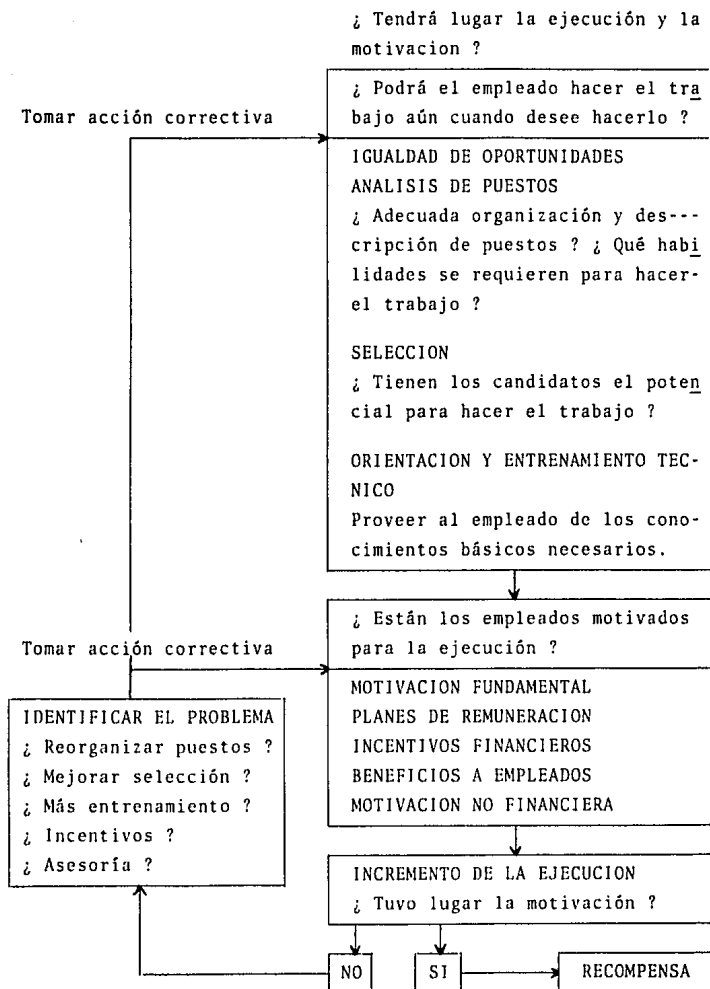 ¿ Tendrá lugar la ejecución y la
motivacion ?
¿ Podrá el empleado hacer el tra
bajo aún cuando desee hacerlo ?
Tomar acción correctiva
IGUALDAD DE OPORTUNIDADES
ANALISIS DE PUESTOS
¿ Adecuada organización y des---
cripción de puestos ? ¿ Qué habi
lidades se requieren para hacer-
el trabajo ?
SELECCION
¿ Tienen los candidatos el poten
cial para hacer el trabajo ?
ORIENTACION Y ENTRENAMIENTO TEC-
NICO
Proveer al empleado de los cono-
cimientos básicos necesarios.
¿ Están los empleados motivados
para la ejecución ?
Tomar acción correctiva
MOTIVACION FUNDAMENTAL
PLANES DE REMUNERACION
INCENTIVOS FINANCIEROS
BENEFICIOS A EMPLEADOS
MOTIVACION NO FINANCIERA
IDENTIFICAR EL PROBLEMA
¿ Reorganizar puestos ?
¿ Mejorar selección ?
¿ Más entrenamiento ?
¿ Incentivos ?
¿ Asesoría ?
INCREMENTO DE LA EJECUCION
¿ Tuvo lugar la motivación ?
NO
SI
RECOMPENSA